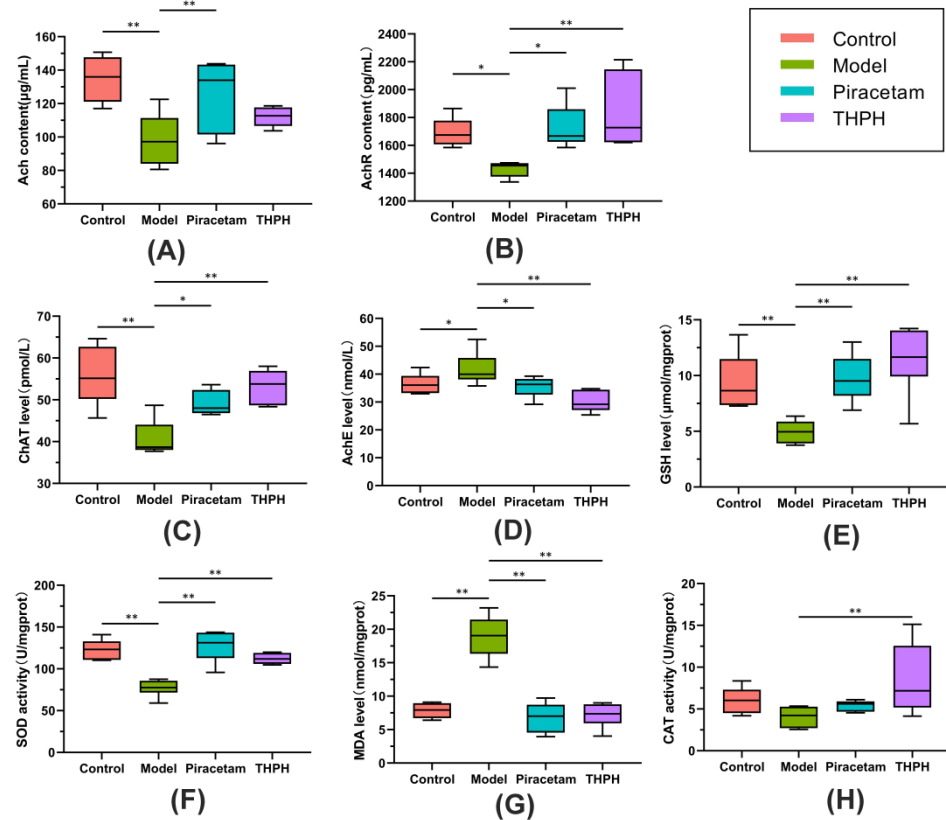 **
**
Ach content(μg/mL)
160
140
120
100
80
60
Control Model Piracetam THPH
(A)
**
*
*
AchR content(pg/mL)
2400
2200
2000
1800
1600
1400
1200
Control Model Piracetam THPH
(B)
Control
Model
Piracetam
THPH
**
*
**
ChAT level(pmol/L)
70
60
50
40
30
Control Model Piracetam THPH
(C)
**
*
*
AchE level(nmol/L)
60
50
40
30
20
10
0
Control Model Piracetam THPH
(D)
**
**
**
GSH level(μmol/mgprot)
15
10
5
0
Control Model Piracetam THPH
(E)
**
**
**
SOD activity(U/mgprot)
200
150
100
50
0
Control Model Piracetam THPH
(F)
**
**
**
MDA level(nmol/mgprot)
25
20
15
10
5
0
Control Model Piracetam THPH
(G)
**
CAT activity(U/mgprot)
20
15
10
5
0
Control Model Piracetam THPH
(H)